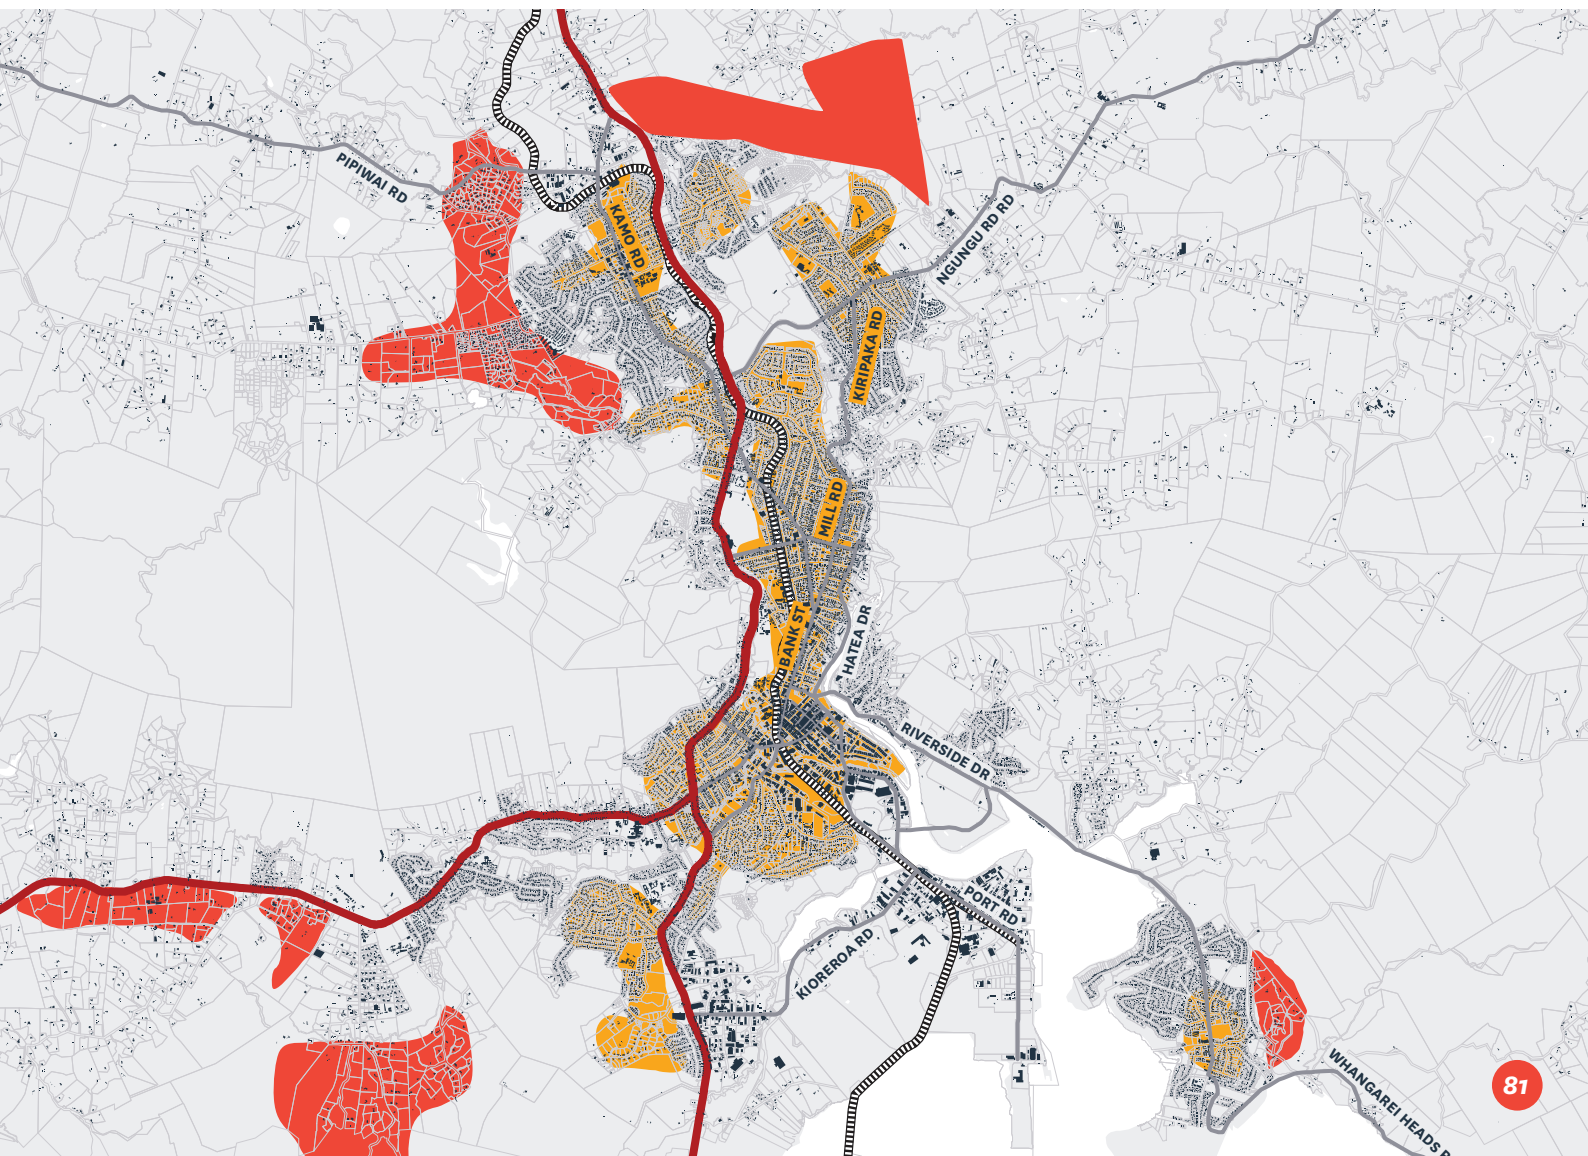 PIPIWAI RD
KAMO RD
NGUNGU RD RD
KIRIPAKA RD
MILL RD
BANK ST
HATEA DR
RIVERSIDE DR
PORT RD
KIOREROA RD
WHANGAREI HEADS R
81